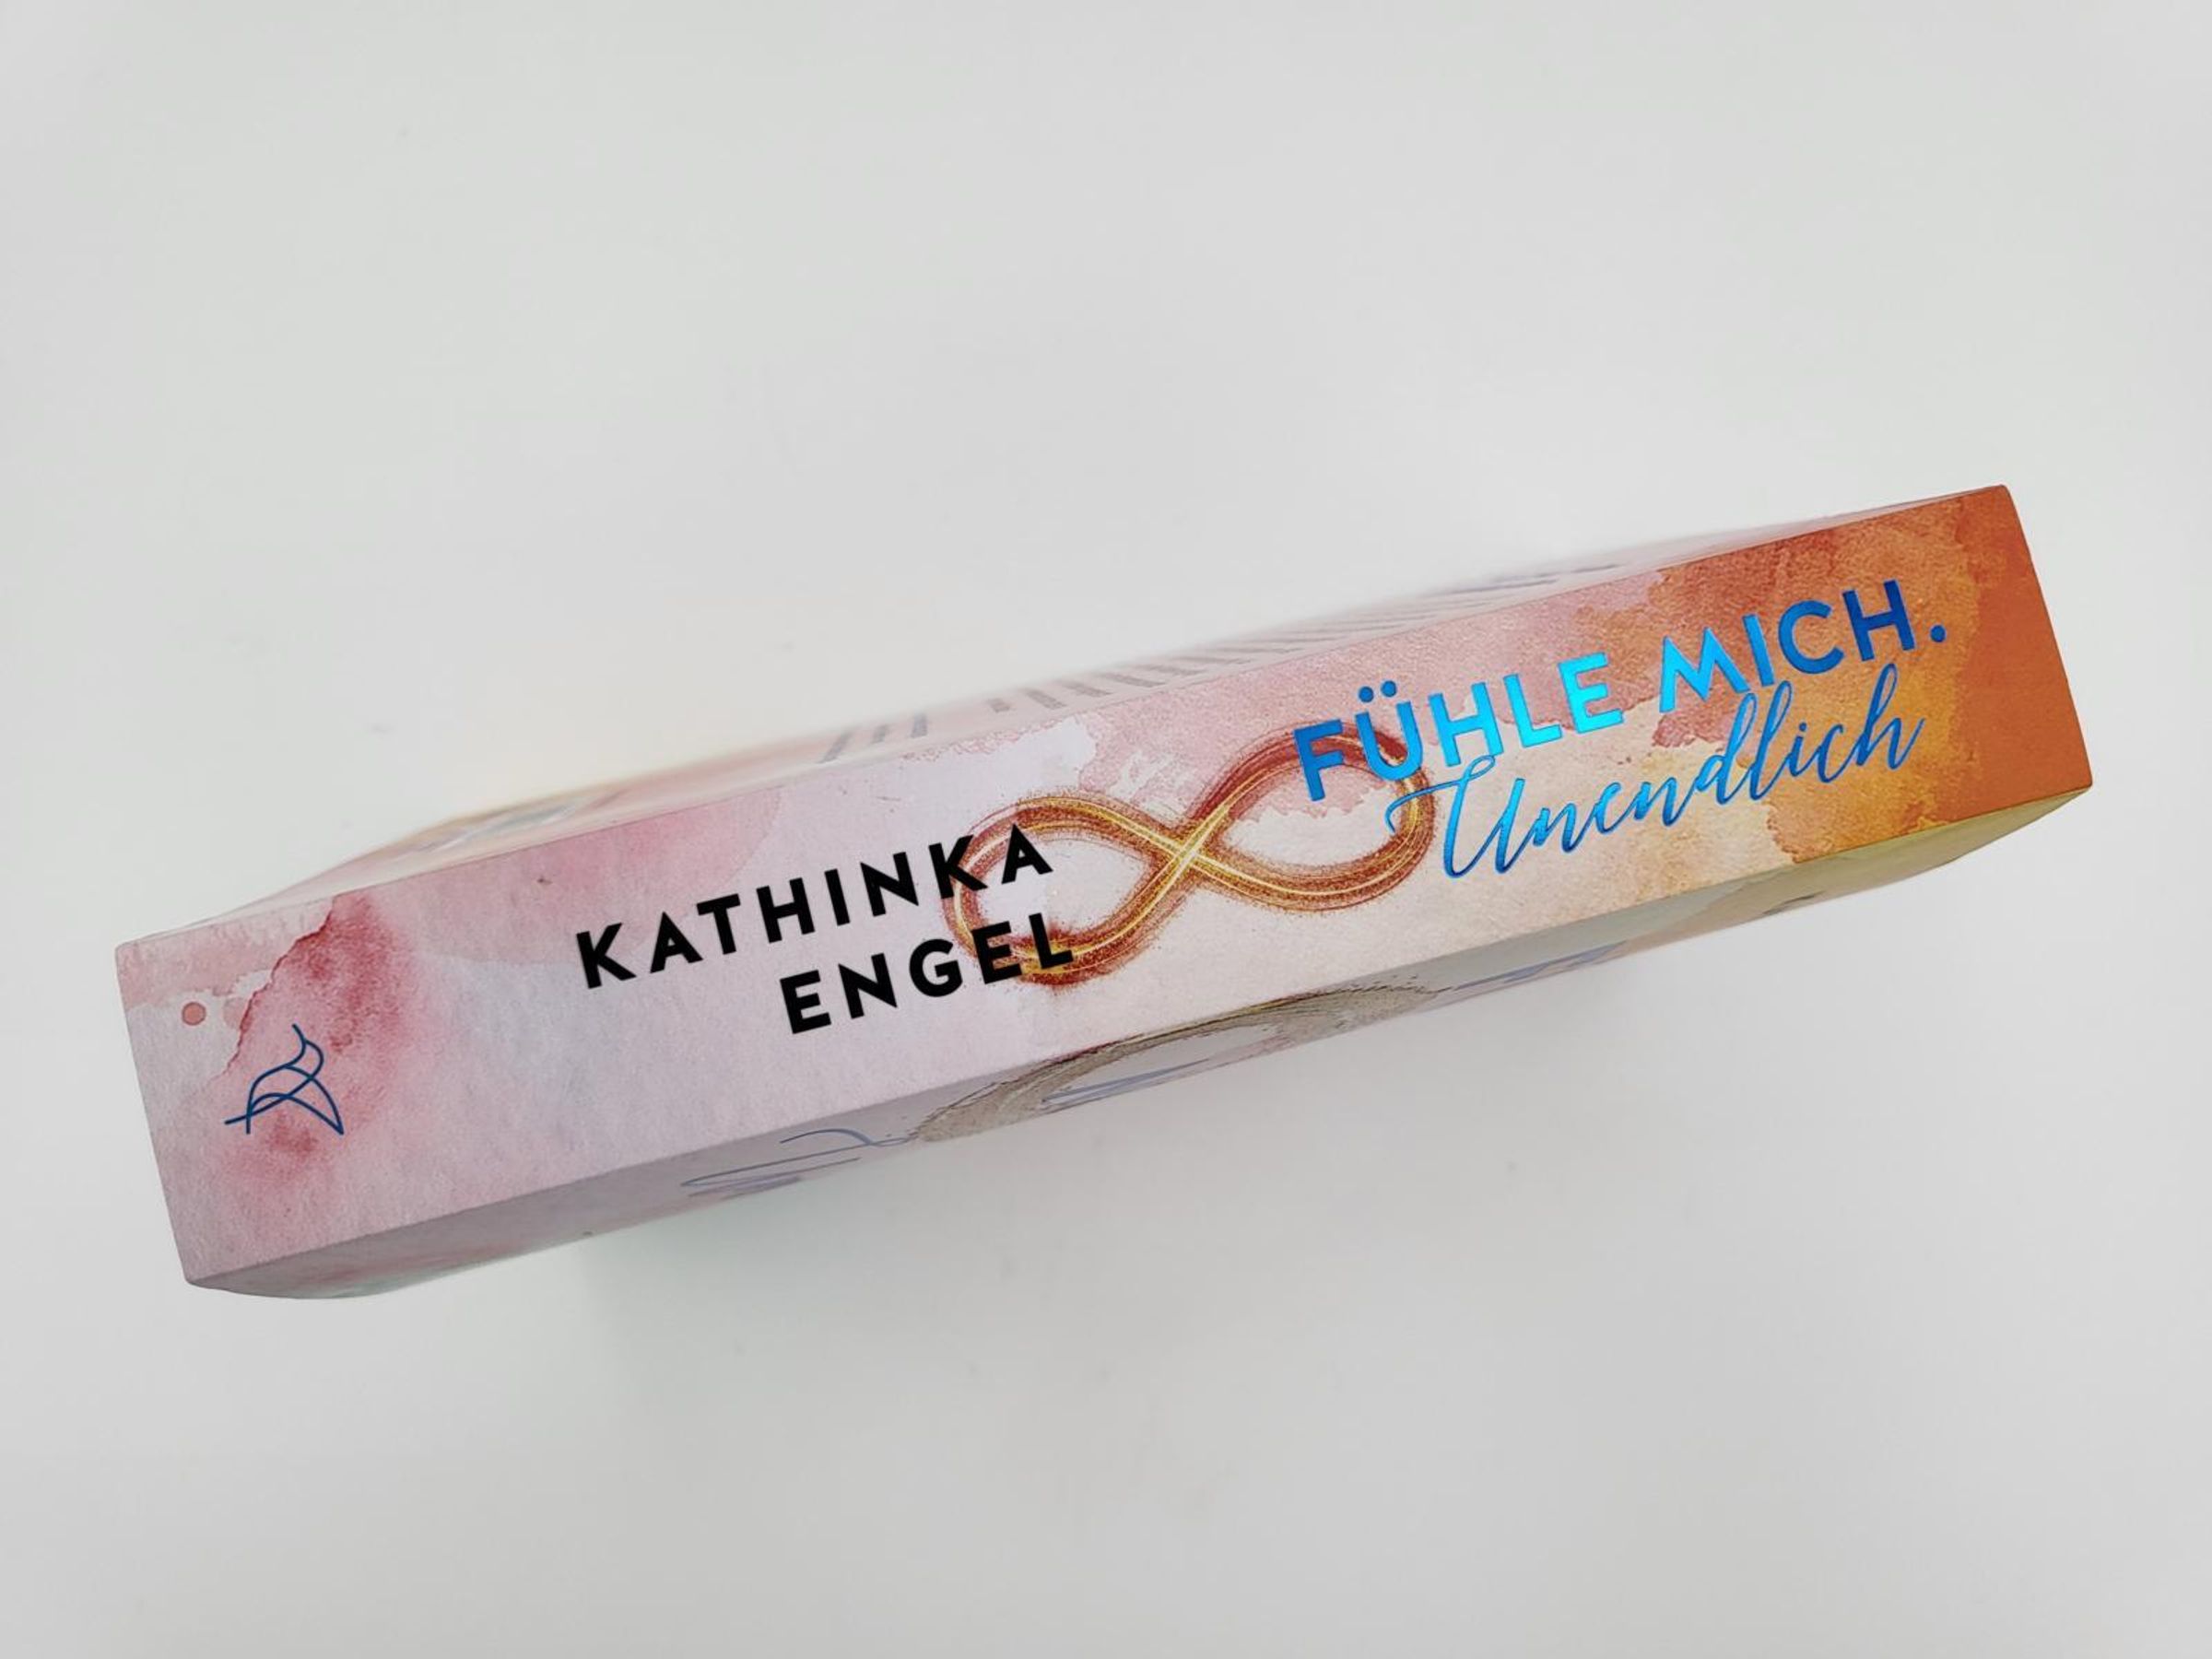 KATHINKA
ENGEL
FÜHLE MICH.
Unendlich